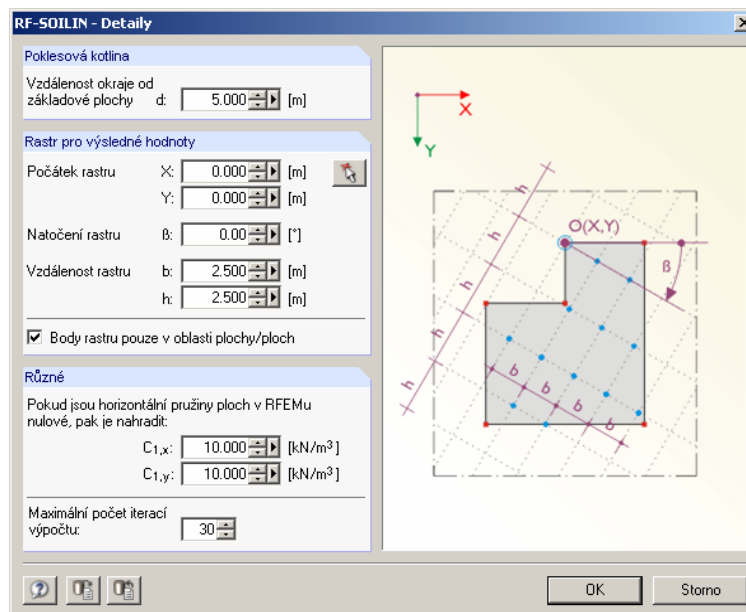 RF-SOILIN - Detaily
Poklesová kotlina
Vzdálenost okraje od
základové plochy d: 5.000 [m]
Rastr pro výsledné hodnoty
Počátek rastru X: 0.000 [m]
Y: 0.000 [m]
Natočení rastru ß: 0.00 [°]
Vzdálenost rastru b: 2.500 [m]
h: 2.500 [m]
Body rastru pouze v oblasti plochy/ploch
Různé
Pokud jsou horizontální pružiny ploch v RFEMu
nulové, pak je nahradit:
C1,x: 10.000 [kN/m³]
C1,y: 10.000 [kN/m³]
Maximální počet iterací
výpočtu: 30
X
Y
O(X,Y)
ß
h
h
h
h
b
b
b
b
OK Storno